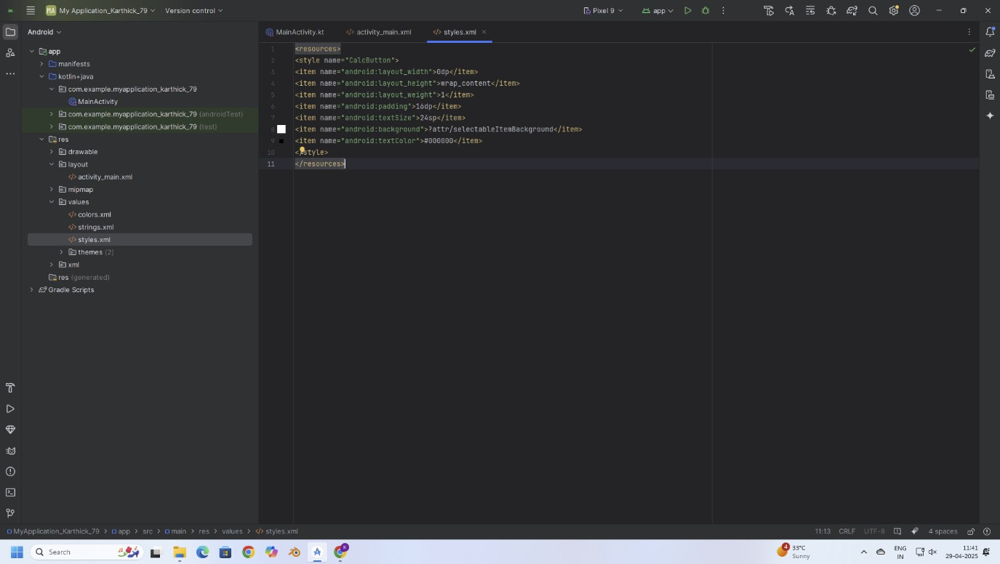 MA My Application_Karthick_79 Version control Pixel 9 app
Android
MainActivity.kt activity_main.xml styles.xml
app
manifests
kotlin+java
com.example.myapplication_karthick_79
MainActivity
com.example.myapplication_karthick_79 (androidTest)
com.example.myapplication_karthick_79 (test)
res
drawable
layout
activity_main.xml
mipmap
values
colors.xml
strings.xml
styles.xml
themes (2)
xml
res (generated)
Gradle Scripts
1 <resources>
2 <style name="CalcButton">
3 <item name="android:layout_width">0dp</item>
4 <item name="android:layout_height">wrap_content</item>
5 <item name="android:layout_weight">1</item>
6 <item name="android:padding">16dp</item>
7 <item name="android:textSize">24sp</item>
8 <item name="android:background">?attr/selectableItemBackground</item>
9 <item name="android:textColor">#000000</item>
10 </style>
11 </resources>
MyApplication_Karthick_79 > app > src > main > res > values > styles.xml 11:13 CRLF UTF-8 4 spaces
Search 4 33°C ENG 11:41
K Sunny IN 29-04-2025